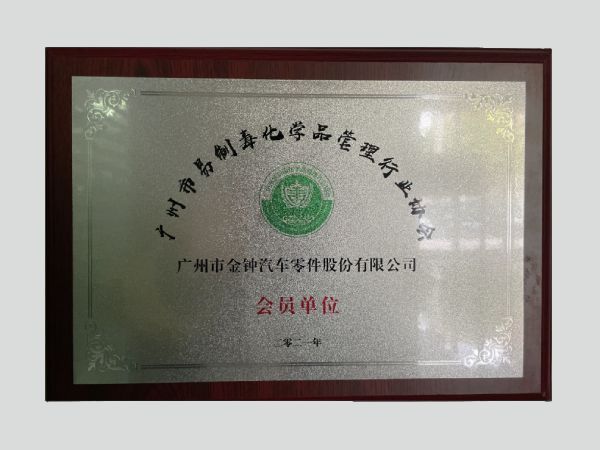 广州市易制毒化学品管理行业协会
广州市金钟汽车零件股份有限公司
会员单位
二零二一年